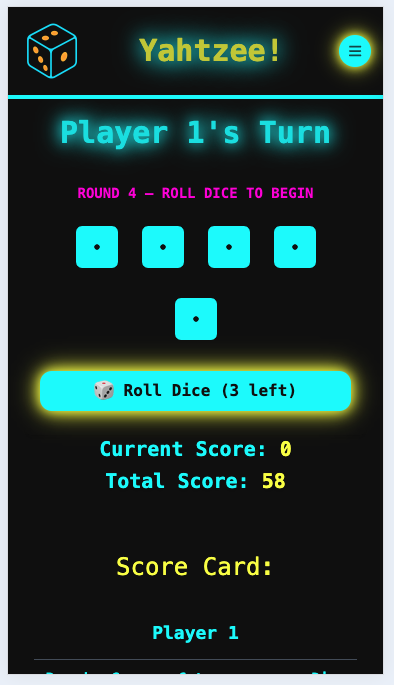 Yahtzee!
Player 1's Turn
ROUND 4 – ROLL DICE TO BEGIN
🎲 Roll Dice (3 left)
Current Score: 0
Total Score: 58
Score Card:
Player 1